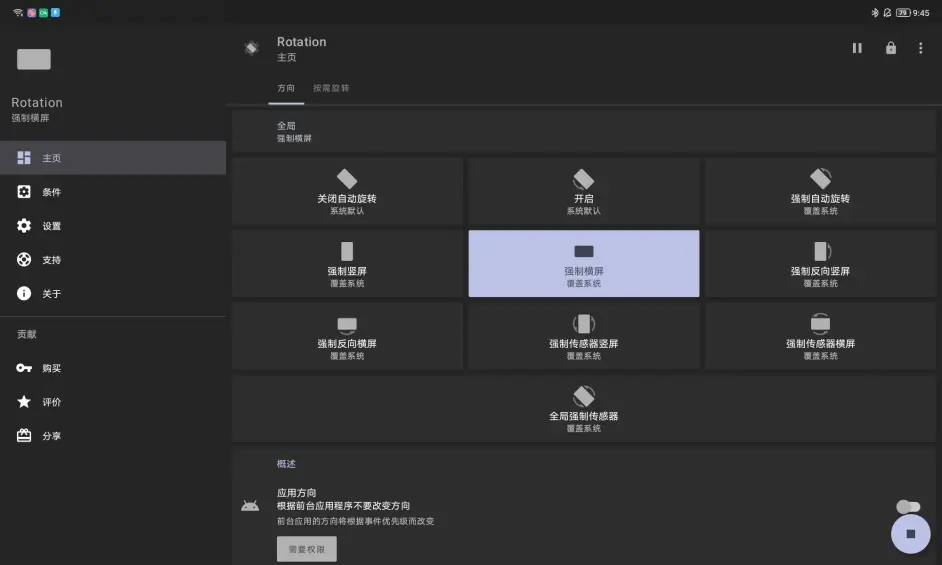 79 9:45
Rotation
强制横屏
主页
条件
设置
支持
关于
贡献
购买
评价
分享
Rotation
主页
方向 按需旋转
全局
强制横屏
关闭自动旋转
系统默认
开启
系统默认
强制自动旋转
覆盖系统
强制竖屏
覆盖系统
强制横屏
覆盖系统
强制反向竖屏
覆盖系统
强制反向横屏
覆盖系统
强制传感器竖屏
覆盖系统
强制传感器横屏
覆盖系统
全局强制传感器
覆盖系统
概述
应用方向
根据前台应用程序不要改变方向
前台应用的方向将根据事件优先级而改变
需要权限